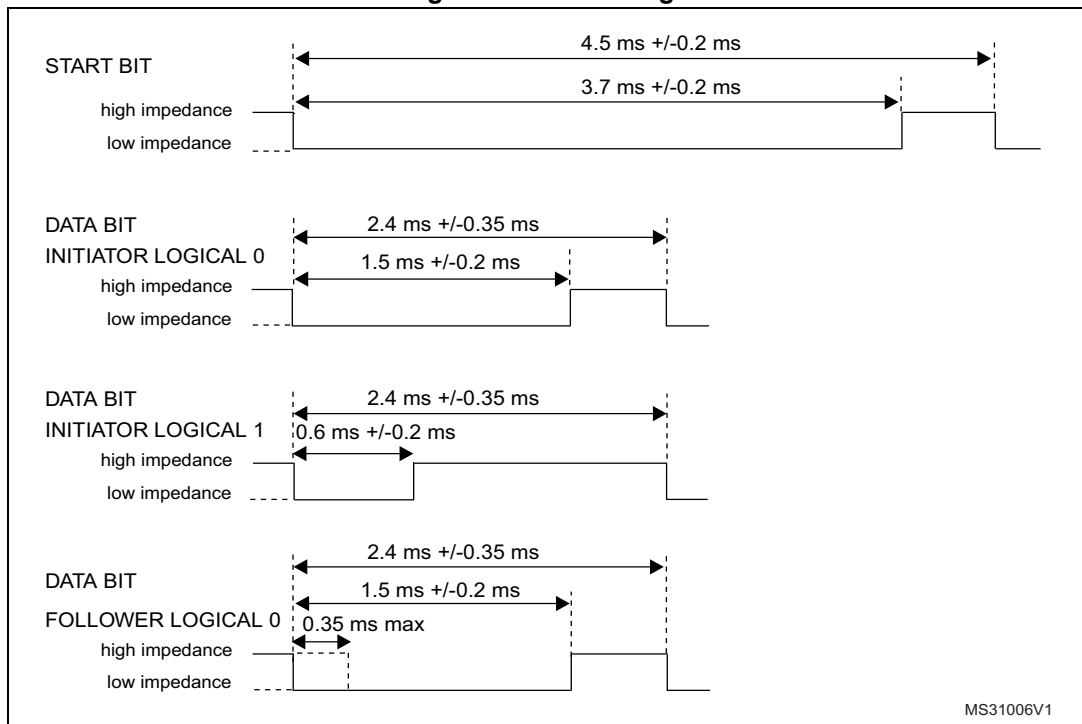 START BIT
4.5 ms +/-0.2 ms
3.7 ms +/-0.2 ms
high impedance
low impedance
DATA BIT
INITIATOR LOGICAL 0
2.4 ms +/-0.35 ms
1.5 ms +/-0.2 ms
high impedance
low impedance
DATA BIT
INITIATOR LOGICAL 1
2.4 ms +/-0.35 ms
0.6 ms +/-0.2 ms
high impedance
low impedance
DATA BIT
FOLLOWER LOGICAL 0
2.4 ms +/-0.35 ms
1.5 ms +/-0.2 ms
0.35 ms max
high impedance
low impedance
MS31006V1